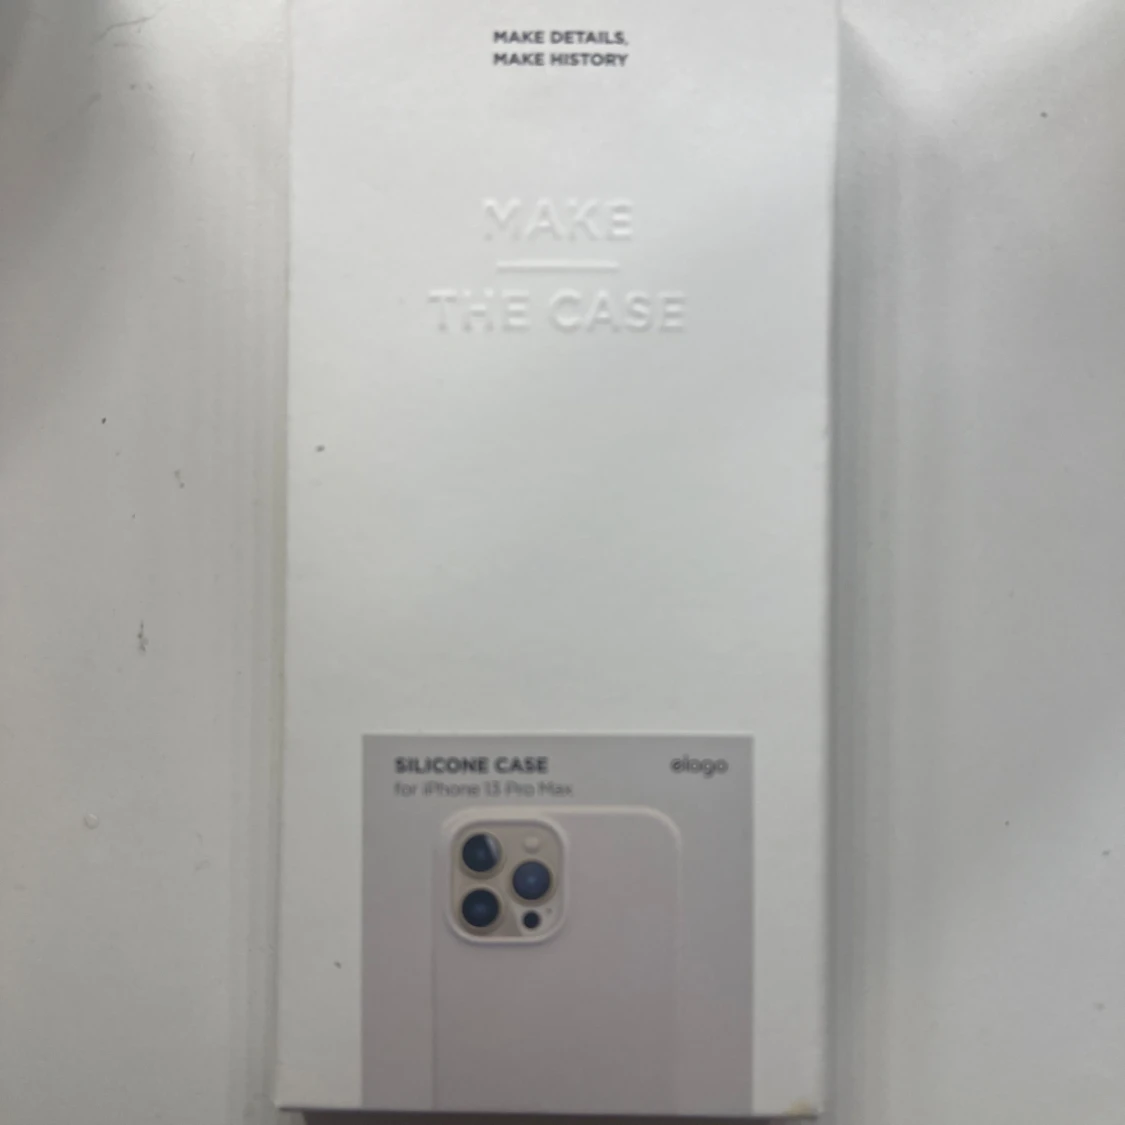 MAKE DETAILS,
MAKE HISTORY
MAKE
THE CASE
SILICONE CASE
elago
for iPhone 13 Pro Max